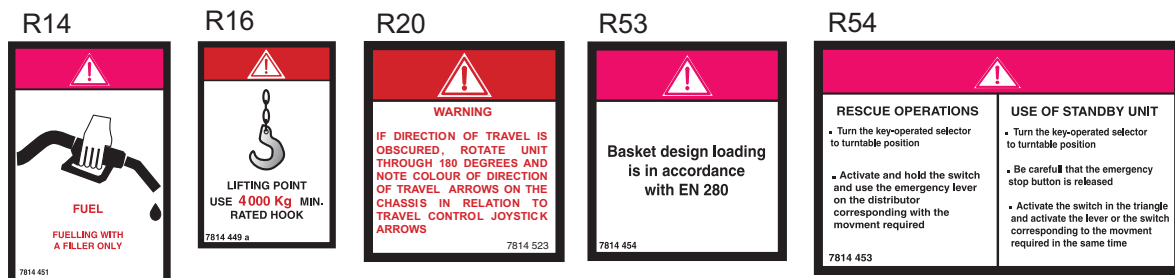 R14
FUEL
FUELLING WITH
A FILLER ONLY
7814 451
R16
LIFTING POINT
USE 4000 Kg MIN.
RATED HOOK
7814 449 a
R20
WARNING
IF DIRECTION OF TRAVEL IS
OBSCURED, ROTATE UNIT
THROUGH 180 DEGREES AND
NOTE COLOUR OF DIRECTION
OF TRAVEL ARROWS ON THE
CHASSIS IN RELATION TO
TRAVEL CONTROL JOYSTICK
ARROWS
7814 523
R53
Basket design loading
is in accordance
with EN 280
7814 454
R54
RESCUE OPERATIONS
▪ Turn the key-operated selector
to turntable position
▪ Activate and hold the switch
and use the emergency lever
on the distributor
corresponding with the
movment required
7814 453
USE OF STANDBY UNIT
▪ Turn the key-operated selector
to turntable position
▪ Be carefull that the emergency
stop button is released
▪ Activate the switch in the triangle
and activate the lever or the switch
corresponding to the movment
required in the same time